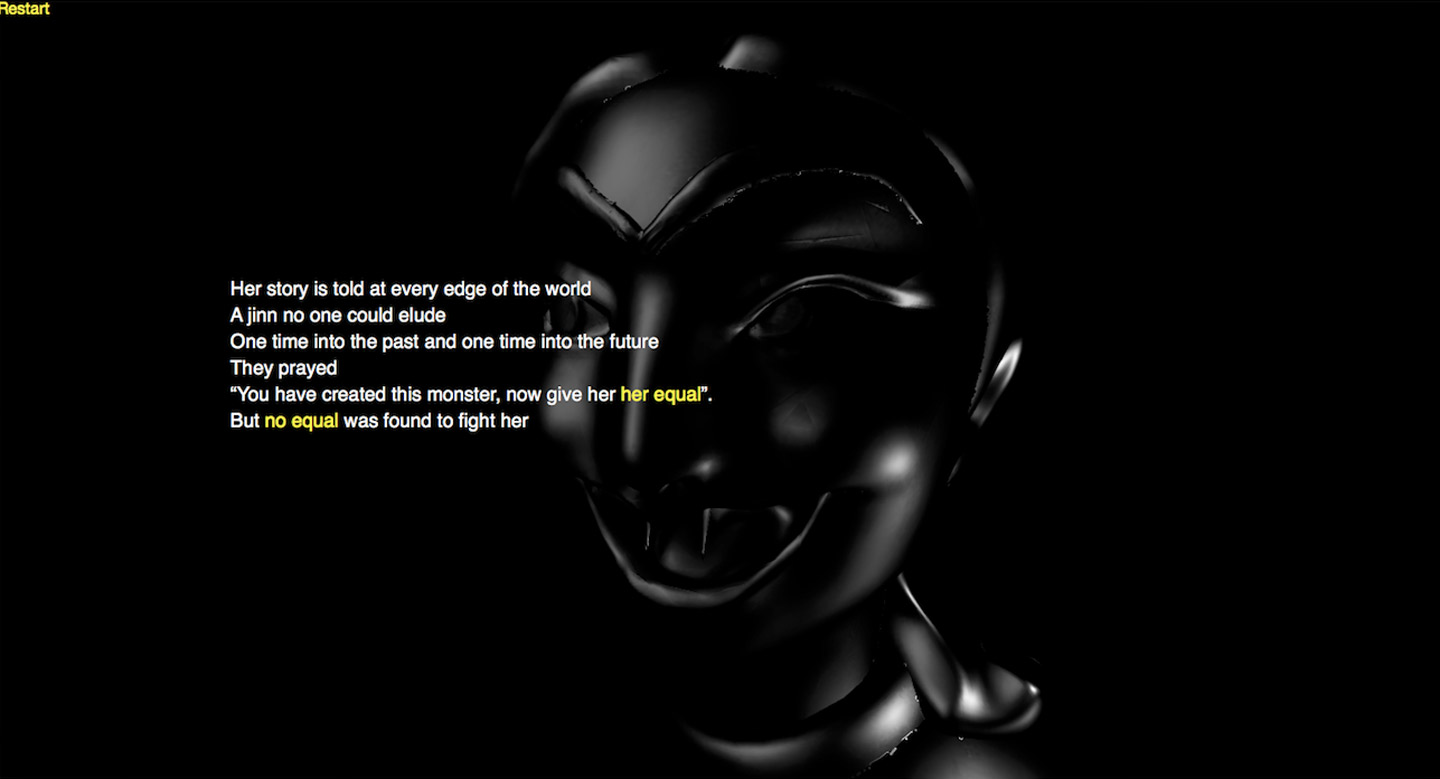 Restart
Her story is told at every edge of the world
A jinn no one could elude
One time into the past and one time into the future
They prayed
“You have created this monster, now give her her equal”.
But no equal was found to fight her